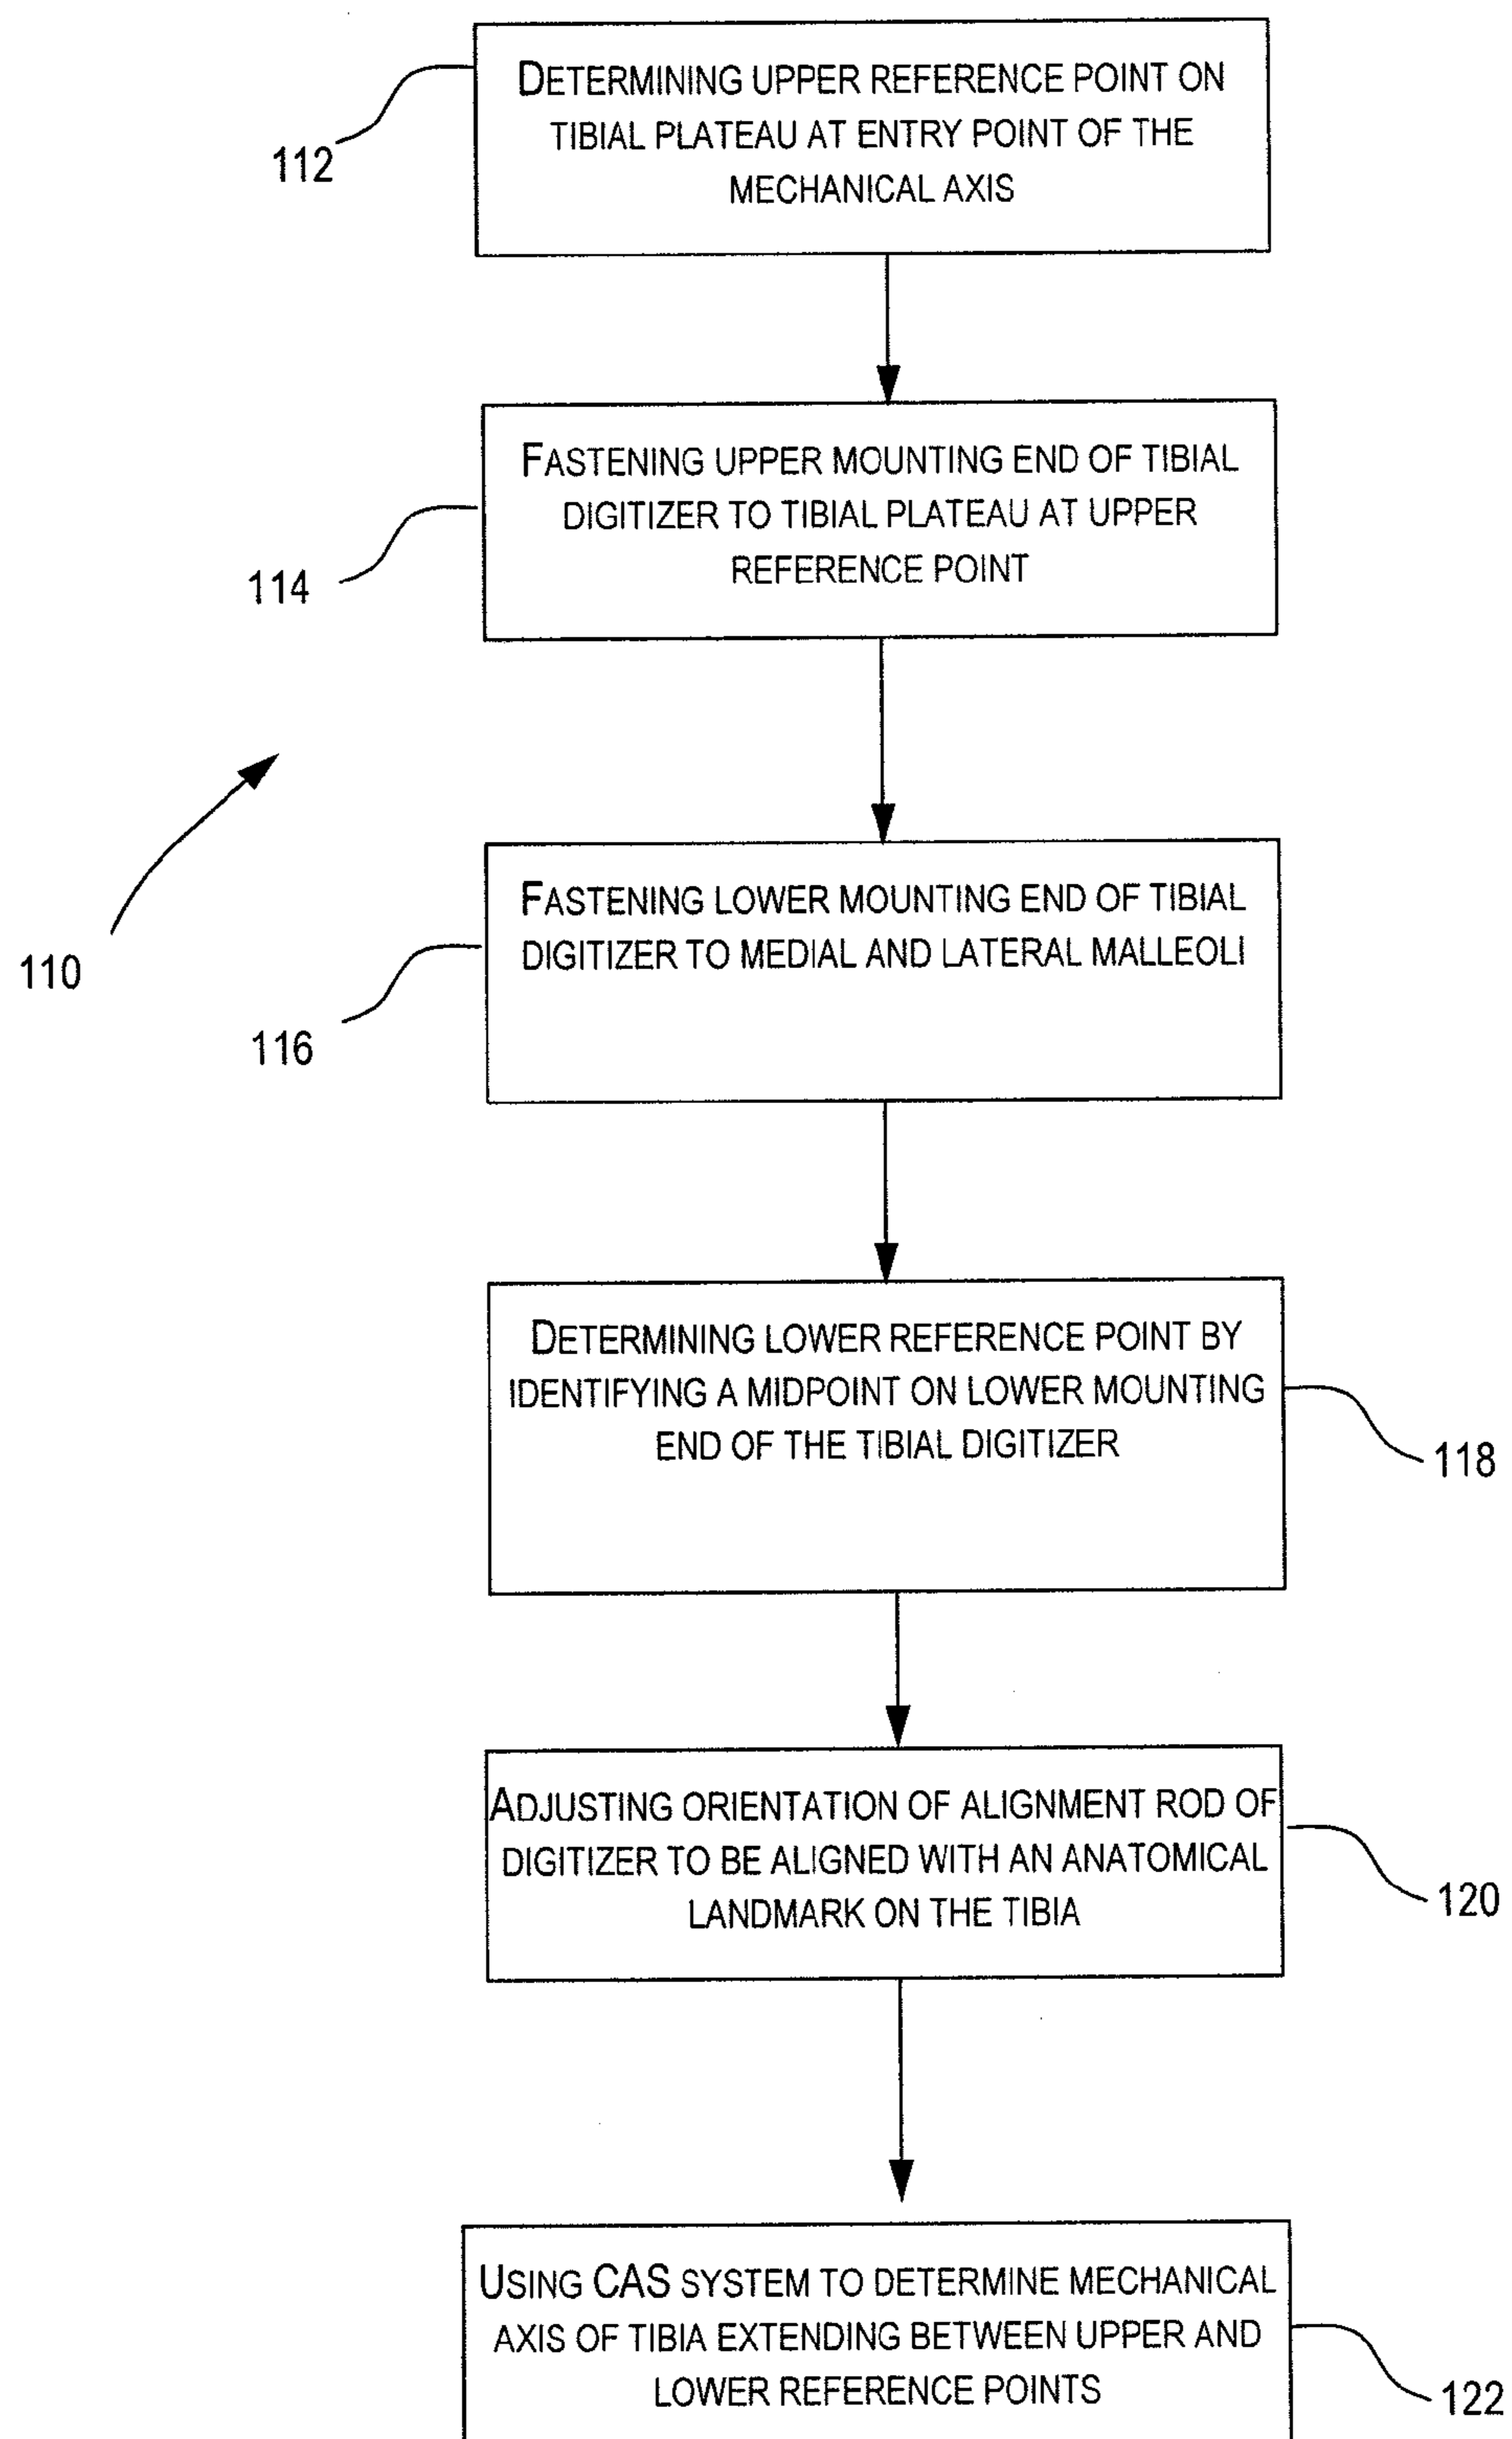 DETERMINING UPPER REFERENCE POINT ON
TIBIAL PLATEAU AT ENTRY POINT OF THE
MECHANICAL AXIS
112
FASTENING UPPER MOUNTING END OF TIBIAL
DIGITIZER TO TIBIAL PLATEAU AT UPPER
REFERENCE POINT
114
110
FASTENING LOWER MOUNTING END OF TIBIAL
DIGITIZER TO MEDIAL AND LATERAL MALLEOLI
116
DETERMINING LOWER REFERENCE POINT BY
IDENTIFYING A MIDPOINT ON LOWER MOUNTING
END OF THE TIBIAL DIGITIZER
118
ADJUSTING ORIENTATION OF ALIGNMENT ROD OF
DIGITIZER TO BE ALIGNED WITH AN ANATOMICAL
LANDMARK ON THE TIBIA
120
USING CAS SYSTEM TO DETERMINE MECHANICAL
AXIS OF TIBIA EXTENDING BETWEEN UPPER AND
LOWER REFERENCE POINTS
122